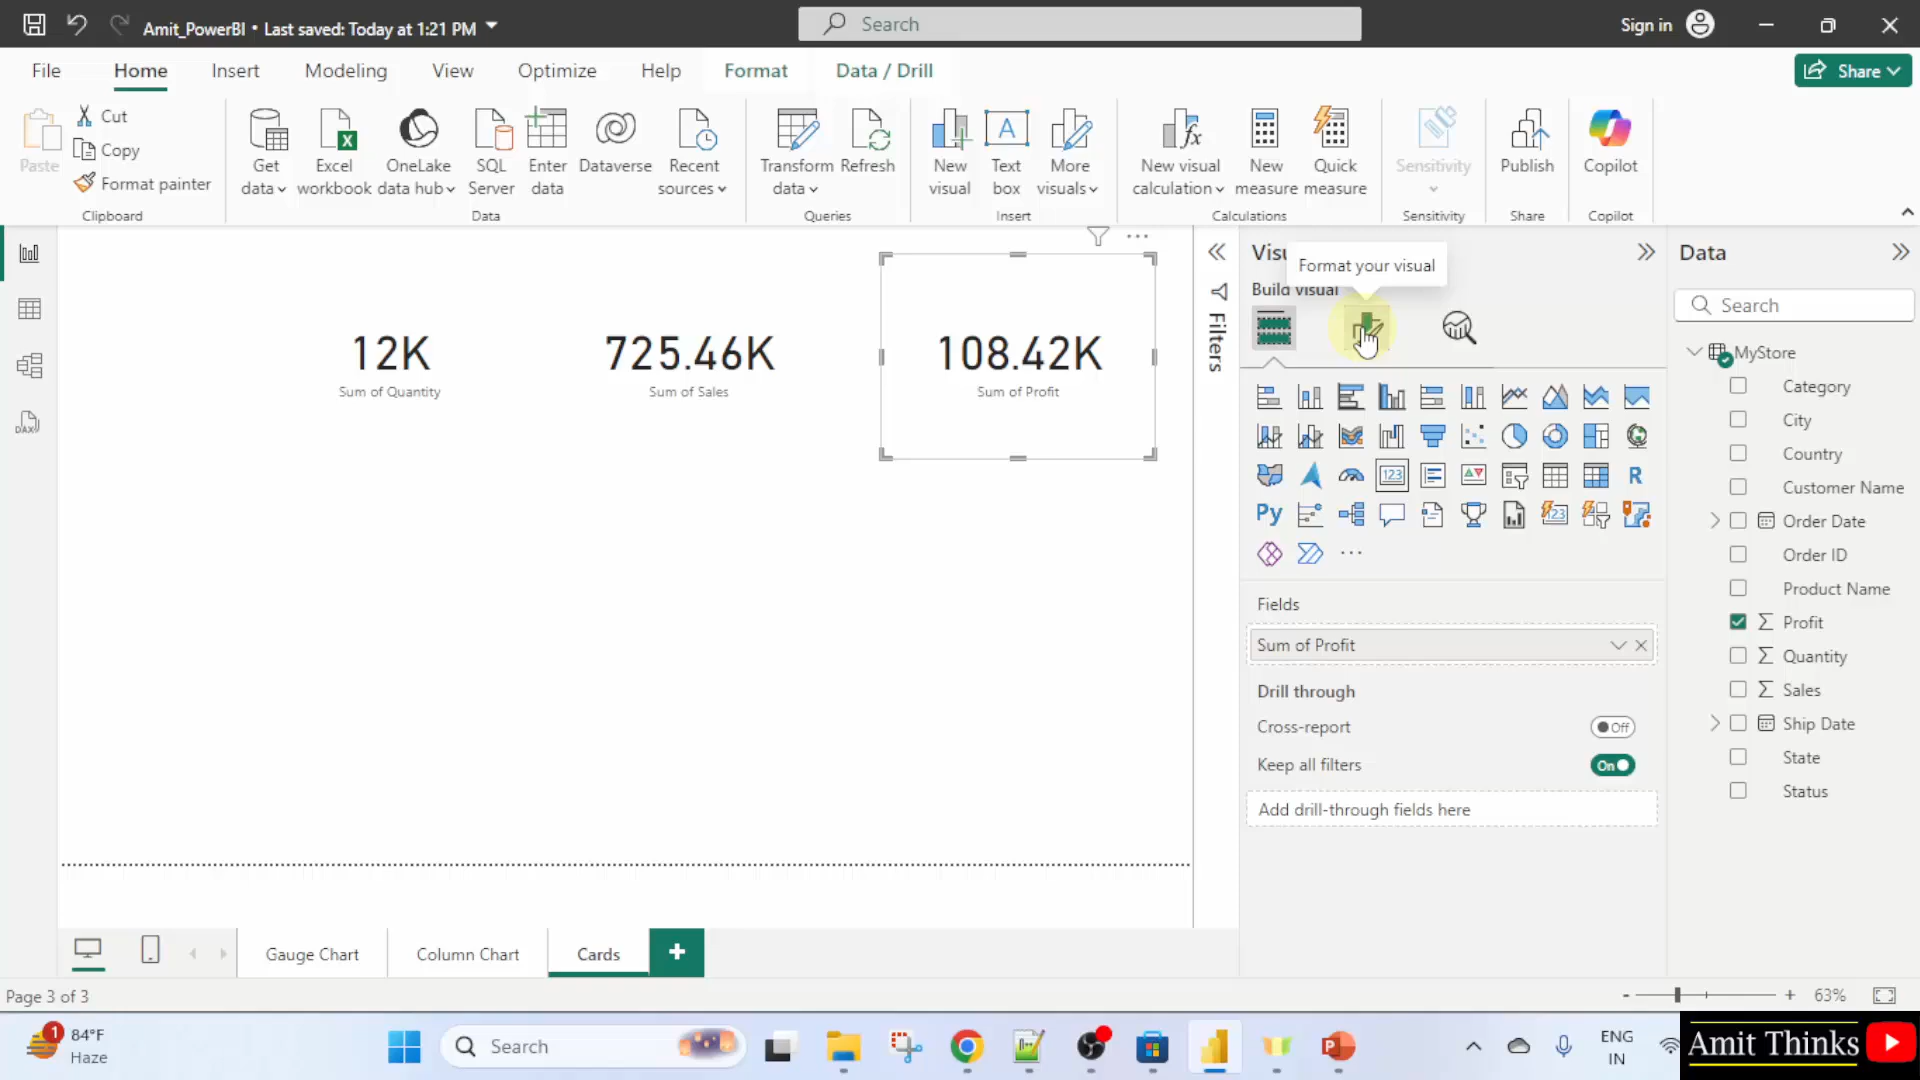 Amit_PowerBI • Last saved: Today at 1:21 PM
Search
Sign in
File
Home
Insert
Modeling
View
Optimize
Help
Format
Data / Drill
Share
Paste
Cut
Copy
Format painter
Clipboard
Get data
Excel workbook
OneLake data hub
SQL Server
Enter data
Dataverse
Recent sources
Data
Transform data
Refresh
Queries
New visual
Text box
More visuals
Insert
New visual calculation
New measure
Quick measure
Calculations
Sensitivity
Sensitivity
Publish
Share
Copilot
Copilot
12K
Sum of Quantity
725.46K
Sum of Sales
108.42K
Sum of Profit
Filters
Format your visual
Build visual
R
Py
Fields
Sum of Profit
Drill through
Cross-report
Off
Keep all filters
On
Add drill-through fields here
Data
Search
MyStore
Category
City
Country
Customer Name
Order Date
Order ID
Product Name
Profit
Quantity
Sales
Ship Date
State
Status
DAX
Gauge Chart
Column Chart
Cards
Page 3 of 3
63%
1
84°F
Haze
Search
ENG
IN
Amit Thinks